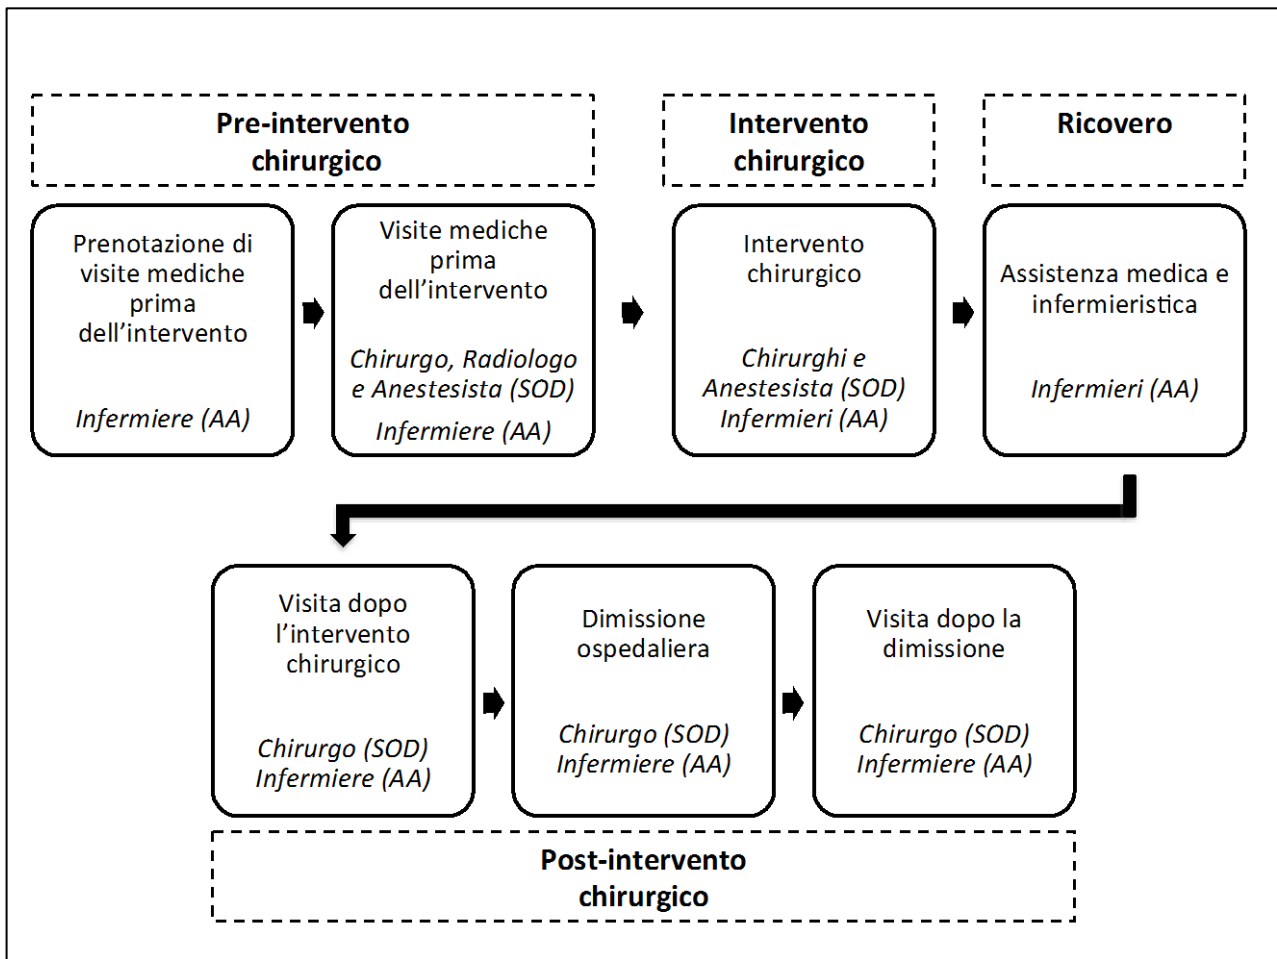 Pre-intervento
chirurgico
Intervento
chirurgico
Ricovero
Prenotazione di
visite mediche
prima
dell’intervento
Infermiere (AA)
Visite mediche
prima
dell’intervento
Chirurgo, Radiologo
e Anestesista (SOD)
Infermiere (AA)
Intervento
chirurgico
Chirurghi e
Anestesista (SOD)
Infermieri (AA)
Assistenza medica e
infermieristica
Infermieri (AA)
Visita dopo
l’intervento
chirurgico
Chirurgo (SOD)
Infermiere (AA)
Dimissione
ospedaliera
Chirurgo (SOD)
Infermiere (AA)
Visita dopo la
dimissione
Chirurgo (SOD)
Infermiere (AA)
Post-intervento
chirurgico